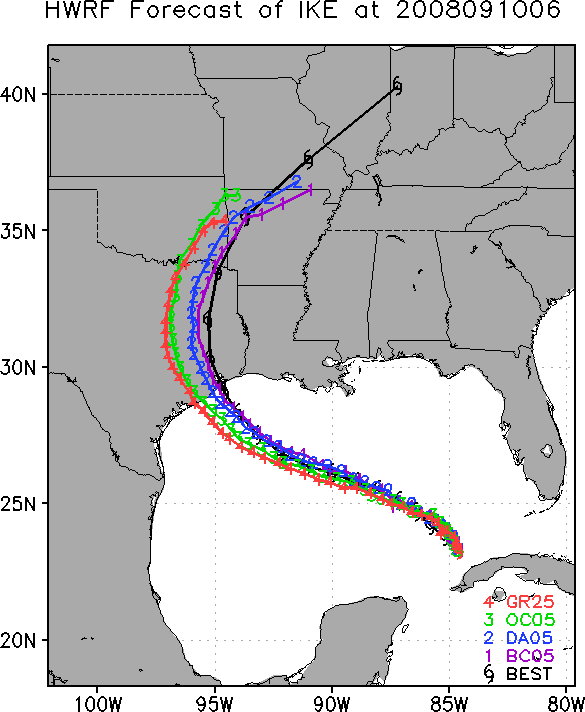 HWRF Forecast of IKE at 2008091006
40N
35N
30N
25N
20N
4 GR25
3 OC05
2 DA05
1 BC05
BEST
100W 95W 90W 85W 80W